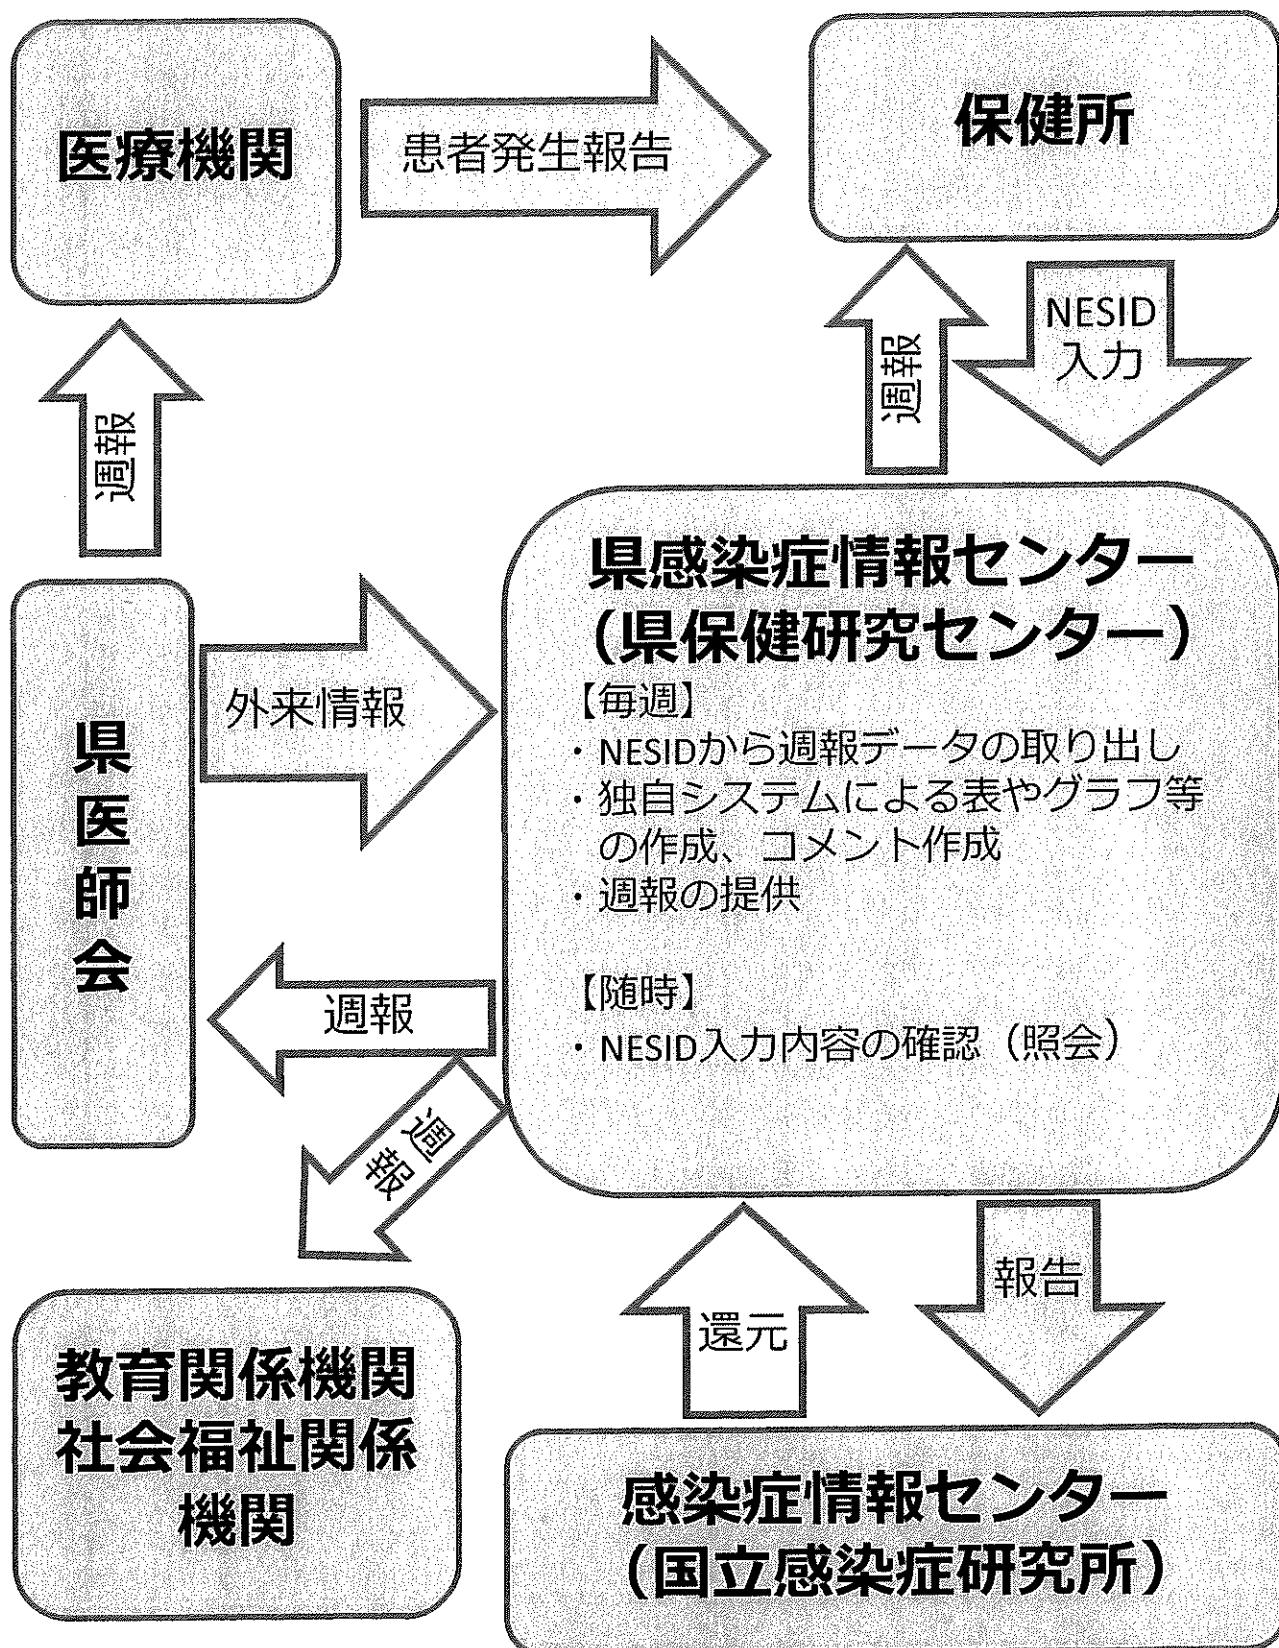 医療機関
患者発生報告
保健所
週報
週報
NESID
入力
県医師会
外来情報
県感染症情報センター
（県保健研究センター）
【毎週】
・NESIDから週報データの取り出し
・独自システムによる表やグラフ等
の作成、コメント作成
・週報の提供
【随時】
・NESID入力内容の確認（照会）
週報
週報
還元
報告
教育関係機関
社会福祉関係
機関
感染症情報センター
（国立感染症研究所）